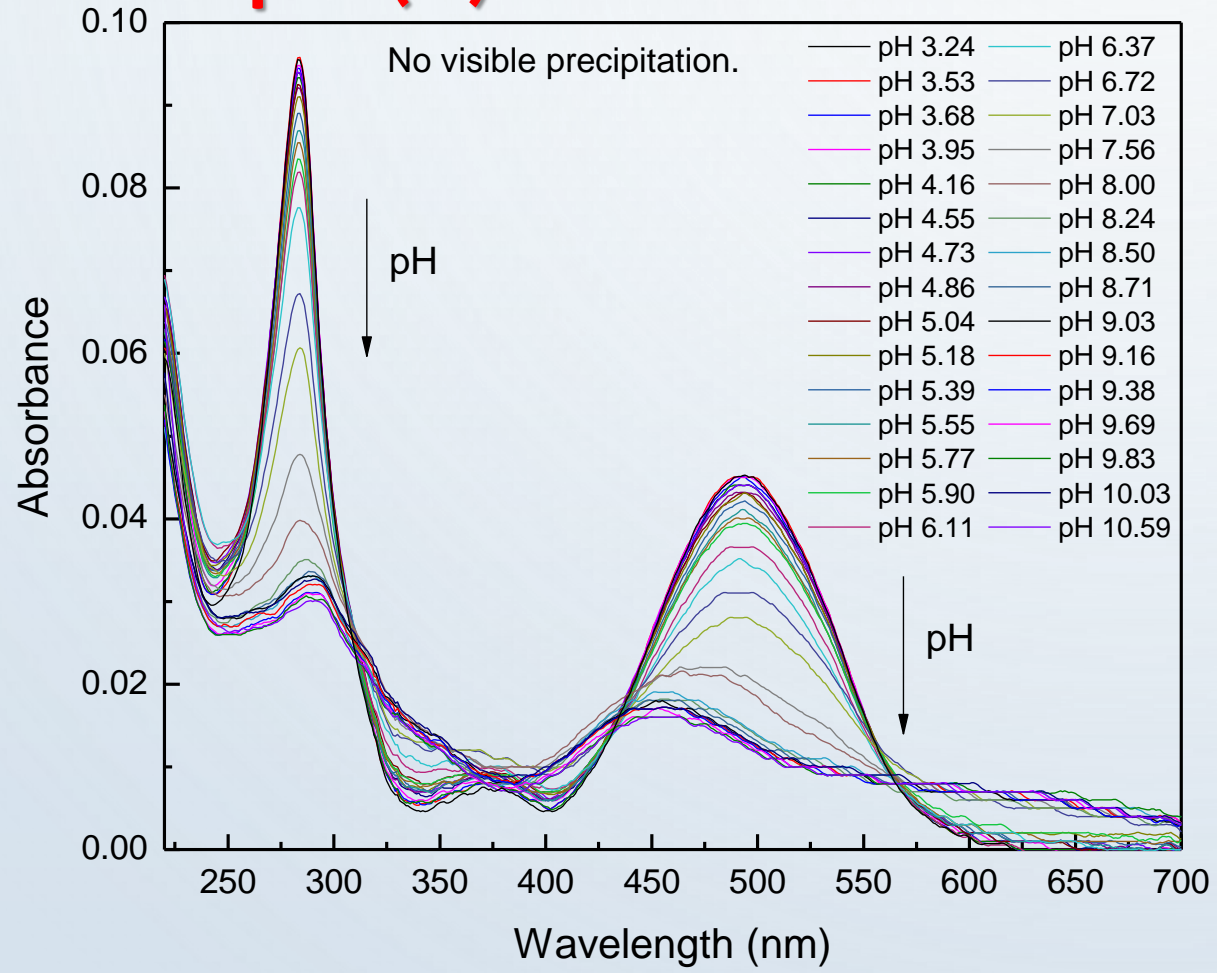 No visible precipitation.
pH 3.24
pH 3.53
pH 3.68
pH 3.95
pH 4.16
pH 4.55
pH 4.73
pH 4.86
pH 5.04
pH 5.18
pH 5.39
pH 5.55
pH 5.77
pH 5.90
pH 6.11
pH 6.37
pH 6.72
pH 7.03
pH 7.56
pH 8.00
pH 8.24
pH 8.50
pH 8.71
pH 9.03
pH 9.16
pH 9.38
pH 9.69
pH 9.83
pH 10.03
pH 10.59
pH
pH
Absorbance
0.10
0.08
0.06
0.04
0.02
0.00
250 300 350 400 450 500 550 600 650 700
Wavelength (nm)